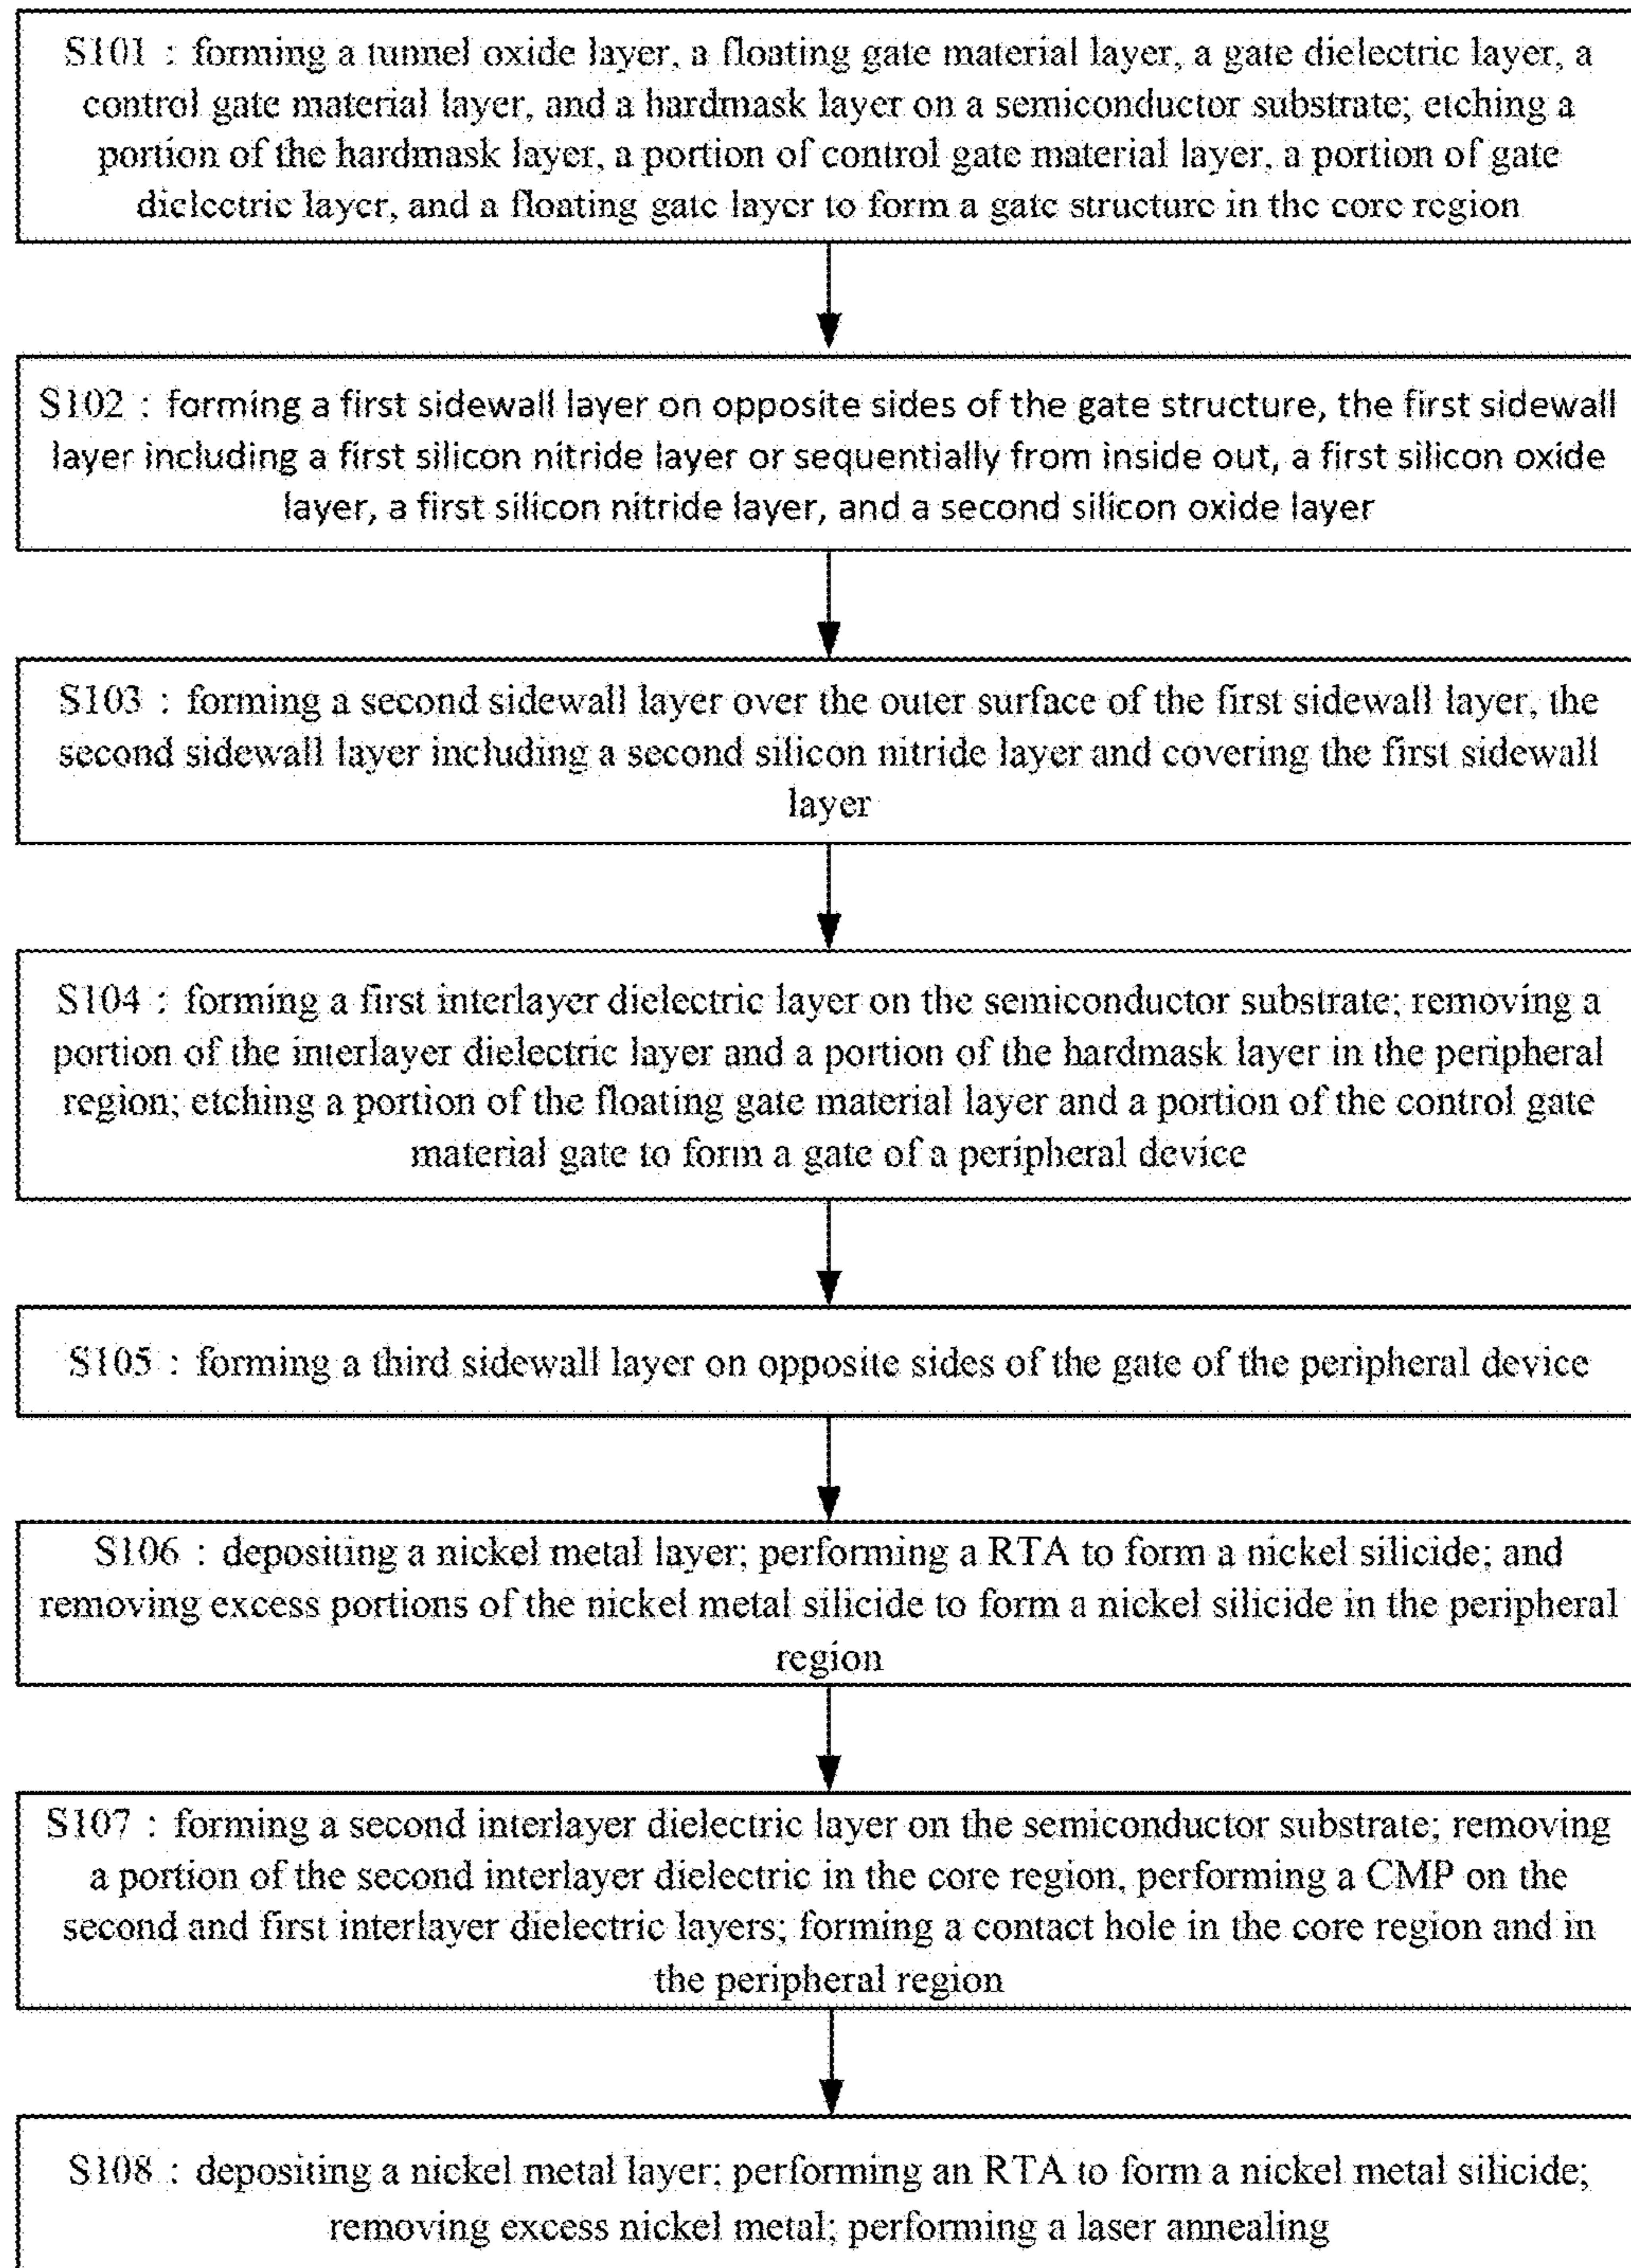 S101 : forming a tunnel oxide layer, a floating gate material layer, a gate dielectric layer, a
control gate material layer, and a hardmask layer on a semiconductor substrate; etching a
portion of the hardmask layer, a portion of control gate material layer, a portion of gate
dielectric layer, and a floating gate layer to form a gate structure in the core region
S102 : forming a first sidewall layer on opposite sides of the gate structure, the first sidewall
layer including a first silicon nitride layer or sequentially from inside out, a first silicon oxide
layer, a first silicon nitride layer, and a second silicon oxide layer
S103 : forming a second sidewall layer over the outer surface of the first sidewall layer, the
second sidewall layer including a second silicon nitride layer and covering the first sidewall
layer
S104 : forming a first interlayer dielectric layer on the semiconductor substrate; removing a
portion of the interlayer dielectric layer and a portion of the hardmask layer in the peripheral
region; etching a portion of the floating gate material layer and a portion of the control gate
material gate to form a gate of a peripheral device
S105 : forming a third sidewall layer on opposite sides of the gate of the peripheral device
S106 : depositing a nickel metal layer; performing a RTA to form a nickel silicide; and
removing excess portions of the nickel metal silicide to form a nickel silicide in the peripheral
region
S107 : forming a second interlayer dielectric layer on the semiconductor substrate; removing
a portion of the second interlayer dielectric in the core region, performing a CMP on the
second and first interlayer dielectric layers; forming a contact hole in the core region and in
the peripheral region
S108 : depositing a nickel metal layer; performing an RTA to form a nickel metal silicide;
removing excess nickel metal; performing a laser annealing